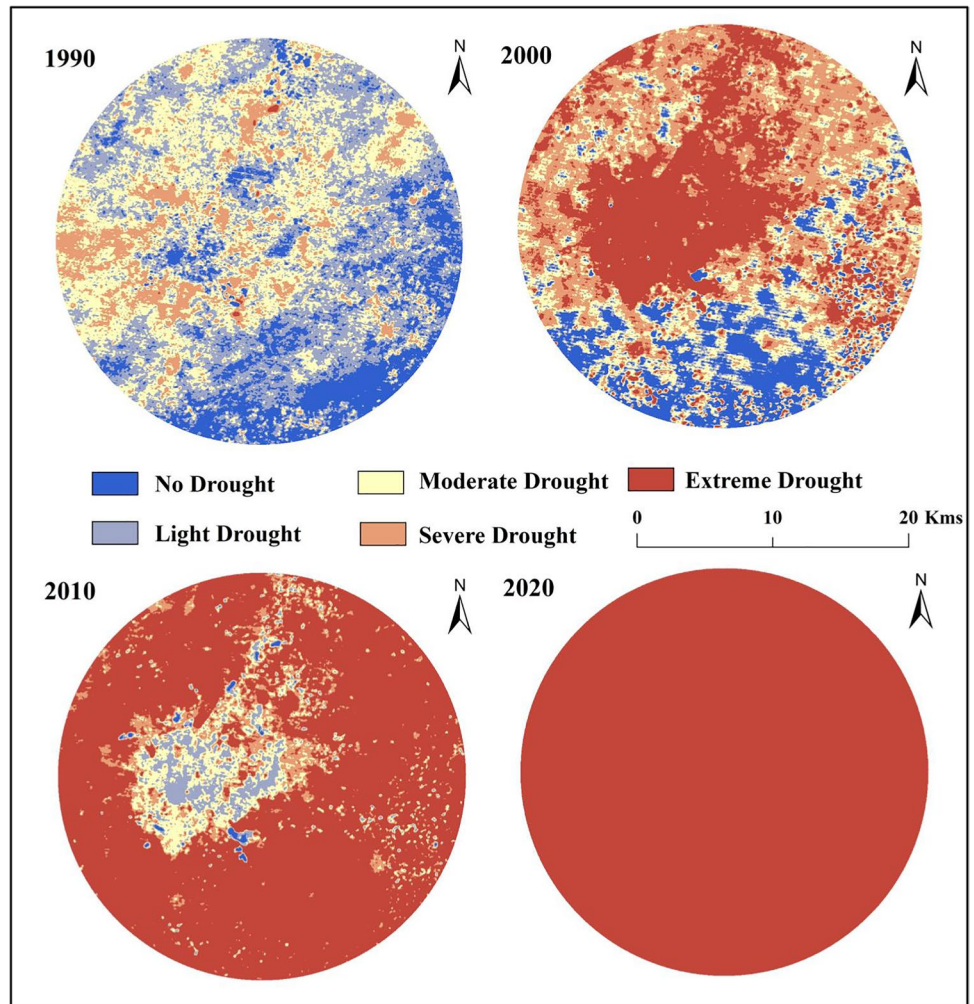 1990
N
2000
N
No Drought
Moderate Drought
Extreme Drought
Light Drought
Severe Drought
0 10 20 Kms
2010
N
2020
N